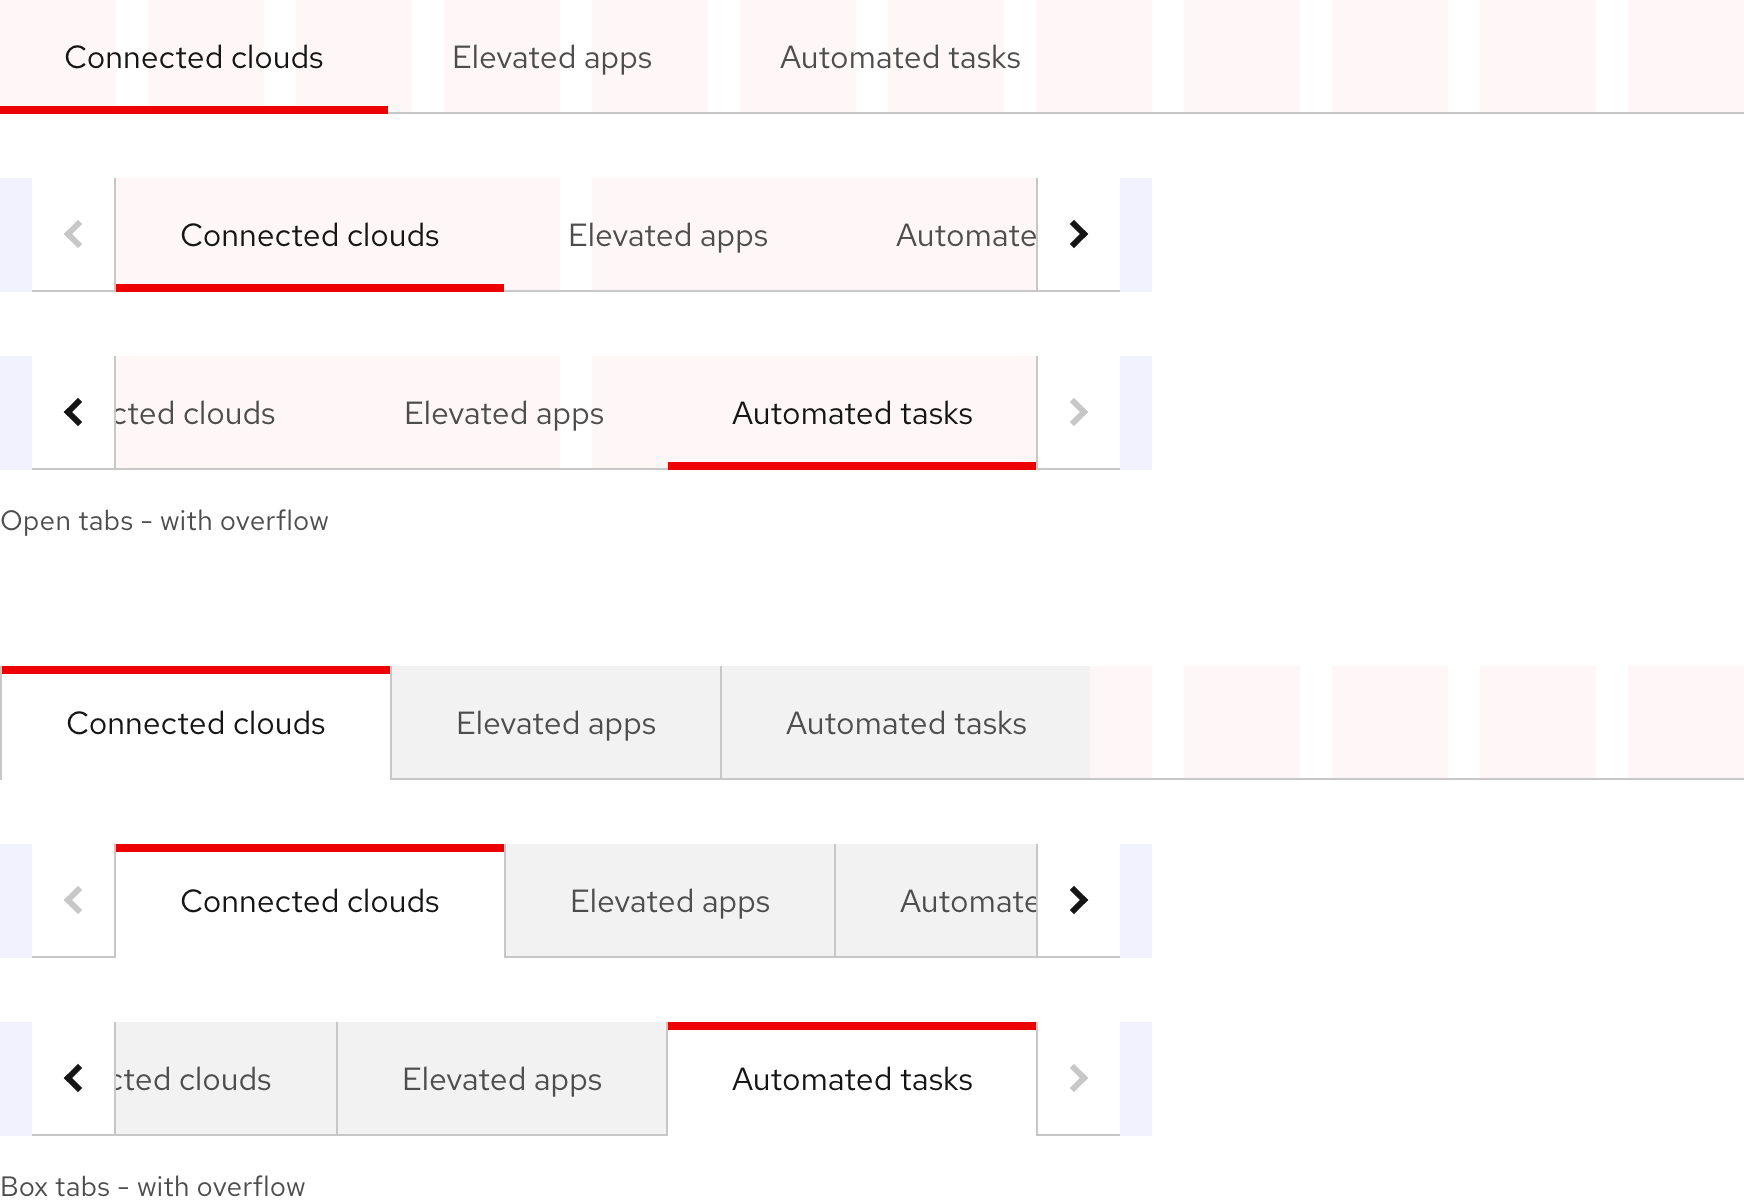 Connected clouds Elevated apps Automated tasks
Connected clouds Elevated apps Automate
cted clouds Elevated apps Automated tasks
Open tabs - with overflow
Connected clouds Elevated apps Automated tasks
Connected clouds Elevated apps Automate
cted clouds Elevated apps Automated tasks
Box tabs - with overflow